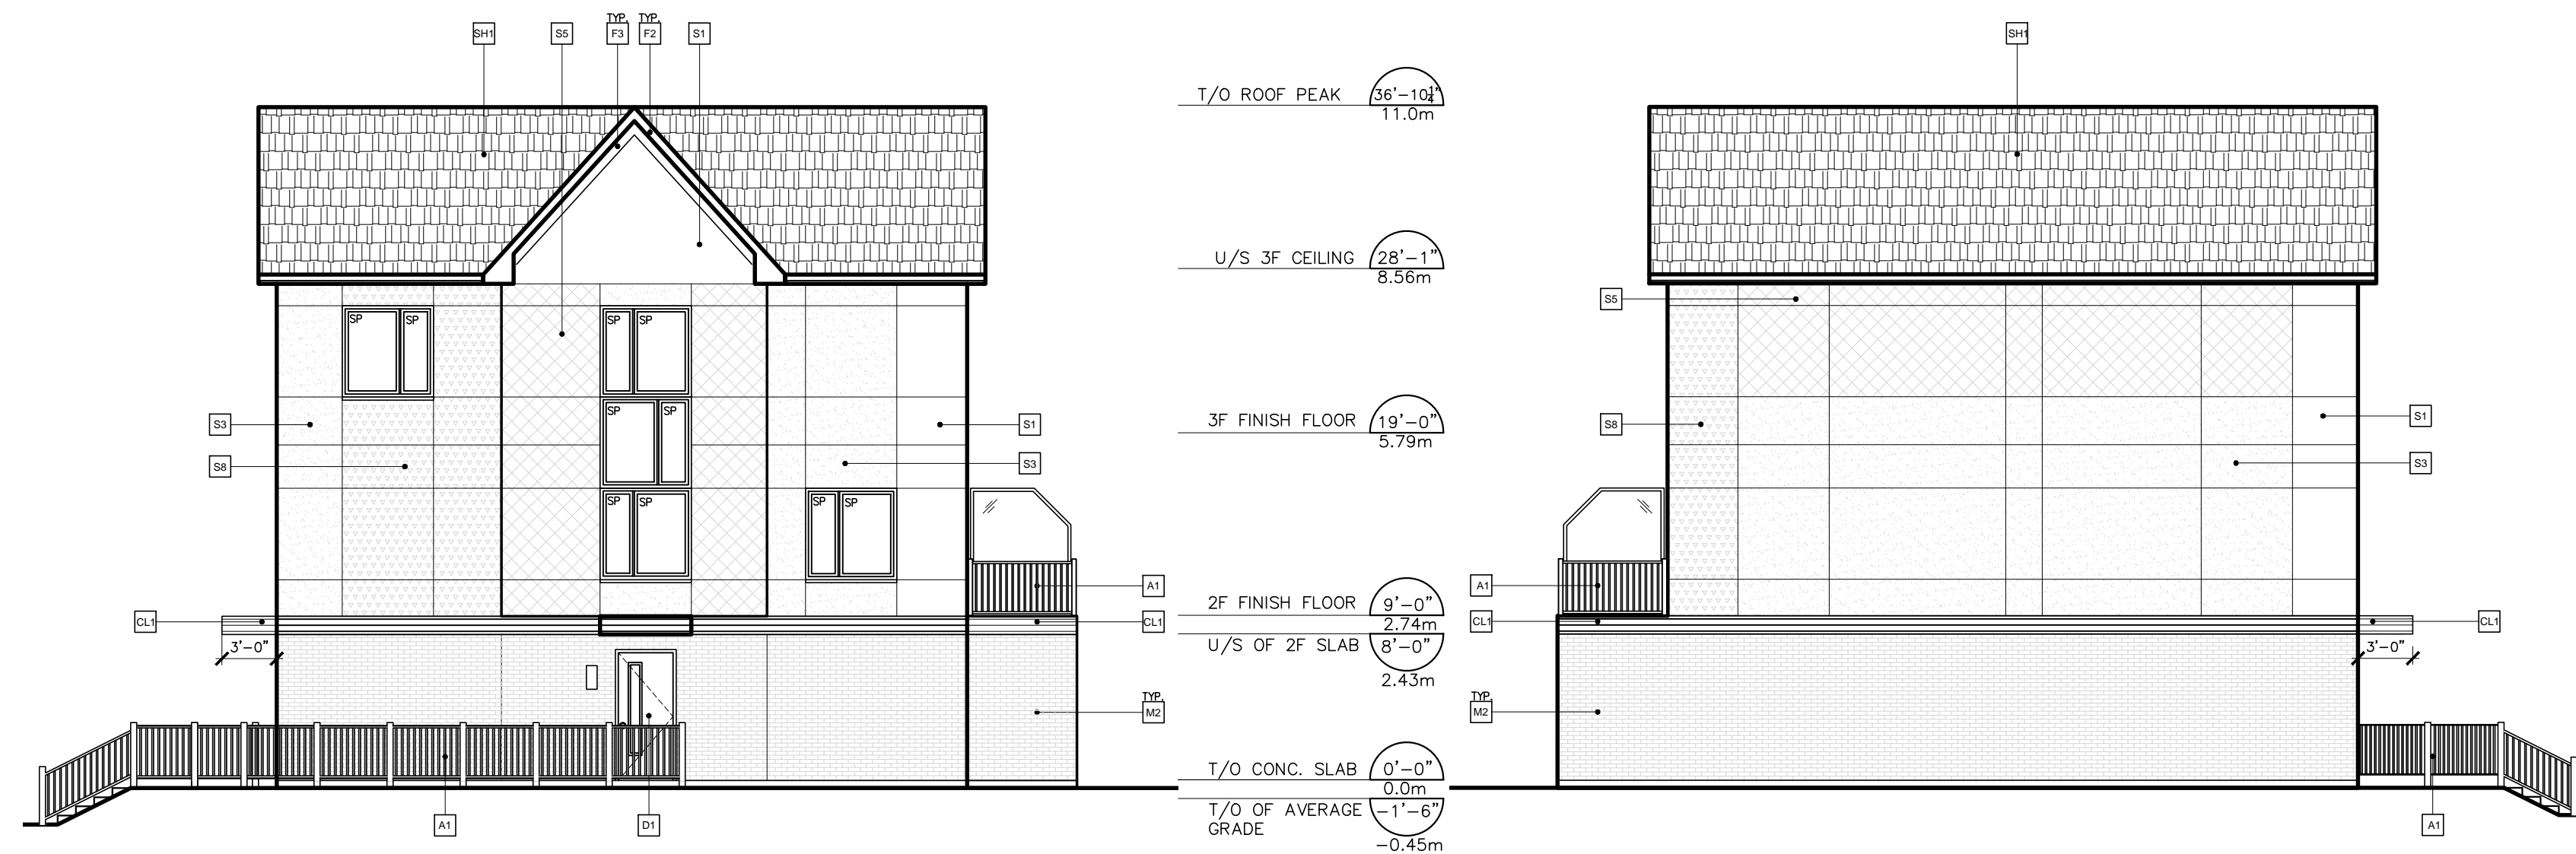 TYP. TYP.
SH1 S5 F3 F2 S1 SH1
T/O ROOF PEAK 36'-10¼"
11.0m
U/S 3F CEILING 28'-1"
8.56m
S5
SP SP SP SP
3F FINISH FLOOR 19'-0"
5.79m
SP SP
S3 S1 S8 S1
S8 S3 S3
SP SP SP SP
A1 A1
2F FINISH FLOOR 9'-0"
2.74m
CL1 CL1 CL1 CL1
U/S OF 2F SLAB 8'-0"
2.43m
3'-0" 3'-0"
TYP. TYP.
M2 M2
T/O CONC. SLAB 0'-0"
0.0m
T/O OF AVERAGE GRADE -1'-6"
-0.45m
A1 D1 A1